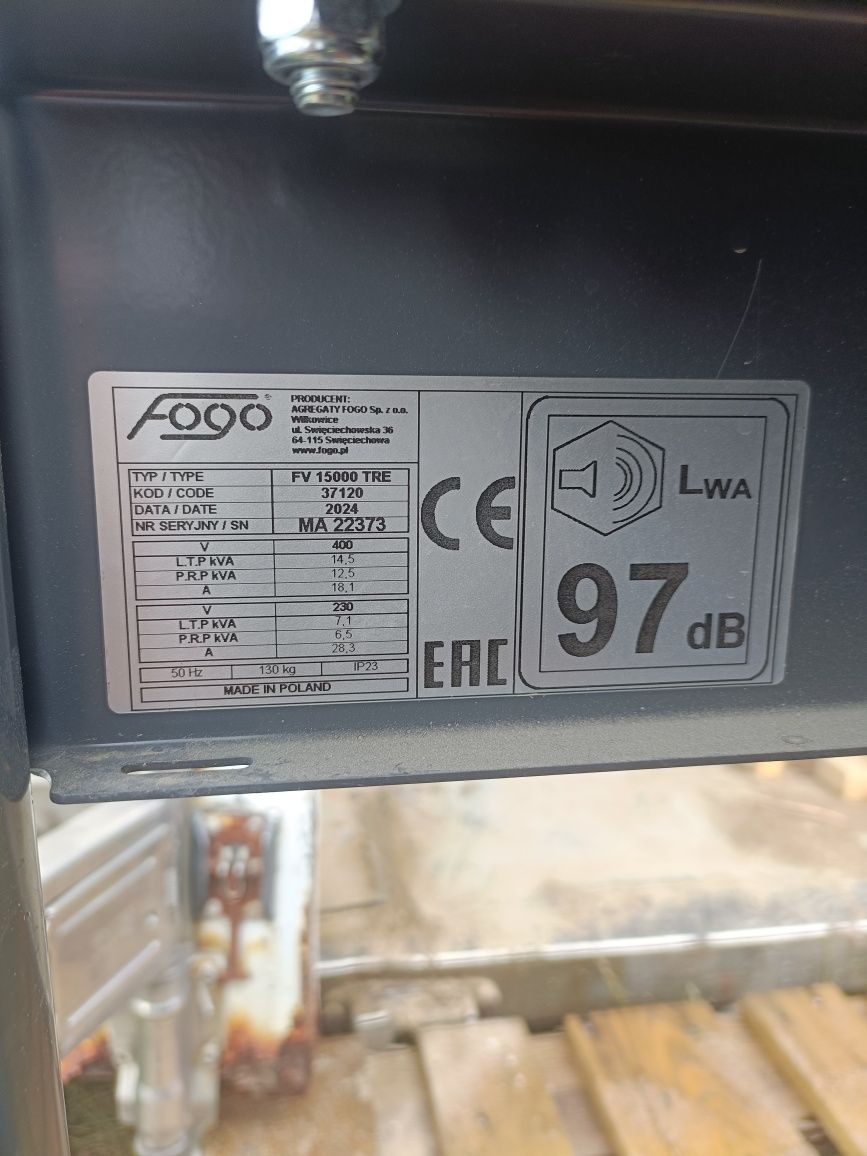 Fogo®
PRODUCENT:
AGREGATY FOGO Sp. z o.o.
Wilkowice
ul. Święciechowska 36
64-115 Święciechowa
www.fogo.pl
TYP / TYPE FV 15000 TRE
KOD / CODE 37120
DATA / DATE 2024
NR SERYJNY / SN MA 22373
V 400
L.T.P kVA 14,5
P.R.P kVA 12,5
A 18,1
V 230
L.T.P kVA 7,1
P.R.P kVA 6,5
A 28,3
50 Hz 130 kg IP23
MADE IN POLAND
CE
EAC
LWA
97 dB